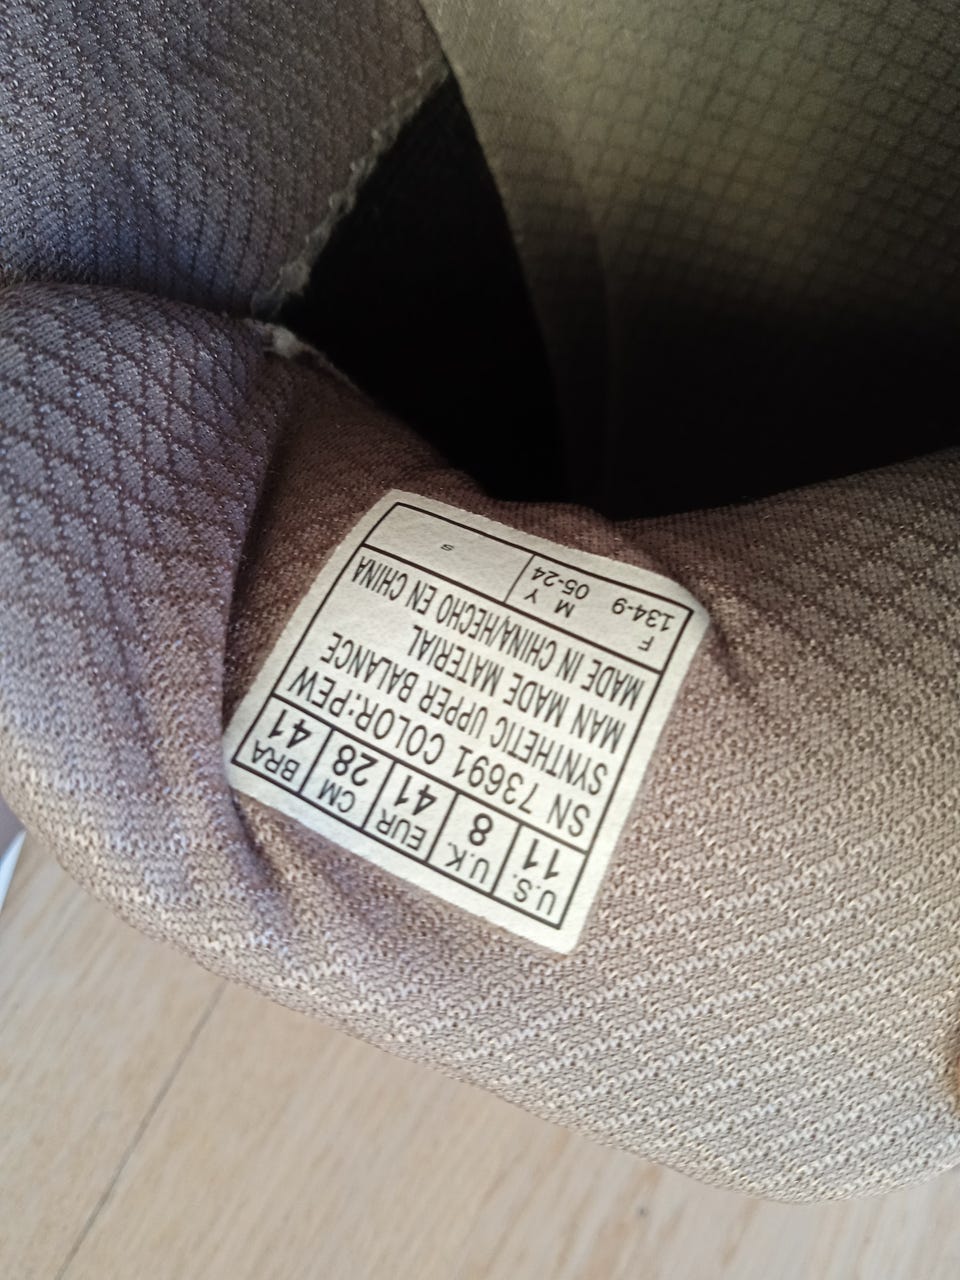 U.S. U.K. EUR CM BRA
11 8 41 28 41
SN 73691 COLOR:PEW
SYNTHETIC UPPER BALANCE
MAN MADE MATERIAL
MADE IN CHINA/HECHO EN CHINA
F M Y S
134-9 05-24